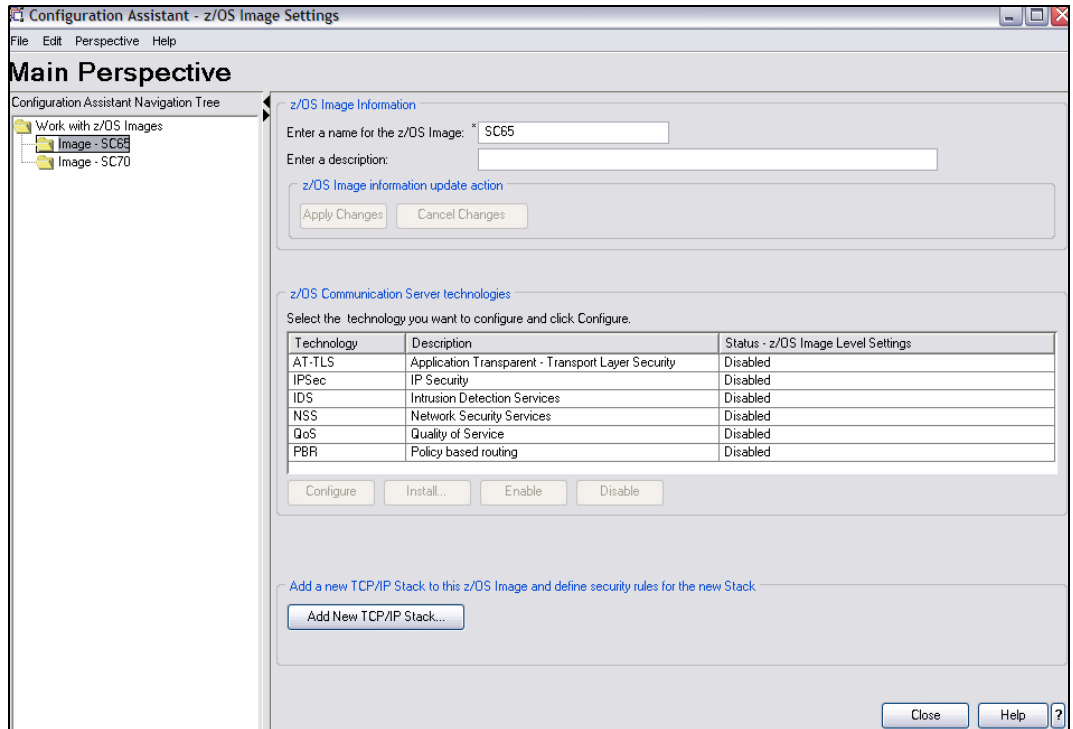 Configuration Assistant - z/OS Image Settings
File Edit Perspective Help
Main Perspective
Configuration Assistant Navigation Tree
Work with z/OS Images
Image - SC65
Image - SC70
z/OS Image Information
Enter a name for the z/OS Image: * SC65
Enter a description:
z/OS Image information update action
Apply Changes Cancel Changes
z/OS Communication Server technologies
Select the technology you want to configure and click Configure.
Technology Description Status - z/OS Image Level Settings
AT-TLS Application Transparent - Transport Layer Security Disabled
IPSec IP Security Disabled
IDS Intrusion Detection Services Disabled
NSS Network Security Services Disabled
QoS Quality of Service Disabled
PBR Policy based routing Disabled
Configure Install... Enable Disable
Add a new TCP/IP Stack to this z/OS Image and define security rules for the new Stack
Add New TCP/IP Stack...
Close Help ?